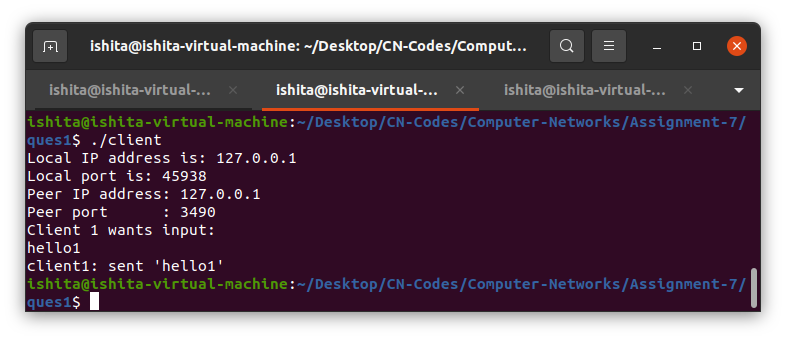 ishita@ishita-virtual-machine: ~/Desktop/CN-Codes/Comput...
ishita@ishita-virtual-... ishita@ishita-virtual-... ishita@ishita-virtual-...
ishita@ishita-virtual-machine:~/Desktop/CN-Codes/Computer-Networks/Assignment-7/
ques1$ ./client
Local IP address is: 127.0.0.1
Local port is: 45938
Peer IP address: 127.0.0.1
Peer port      : 3490
Client 1 wants input:
hello1
client1: sent 'hello1'
ishita@ishita-virtual-machine:~/Desktop/CN-Codes/Computer-Networks/Assignment-7/
ques1$